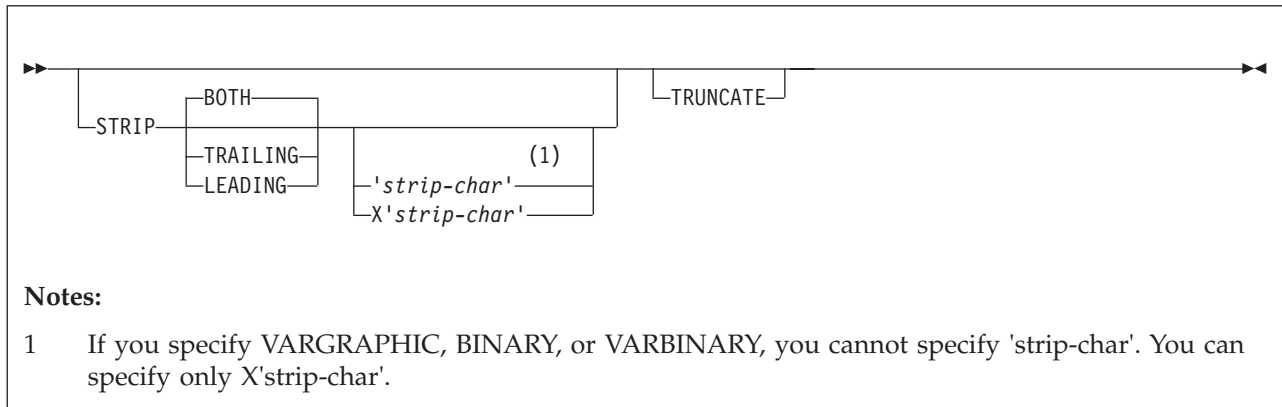 BOTH
TRUNCATE
STRIP
TRAILING
(1)
LEADING
'strip-char'
X'strip-char'
Notes:
1 If you specify VARGRAPHIC, BINARY, or VARBINARY, you cannot specify 'strip-char'. You can
specify only X'strip-char'.